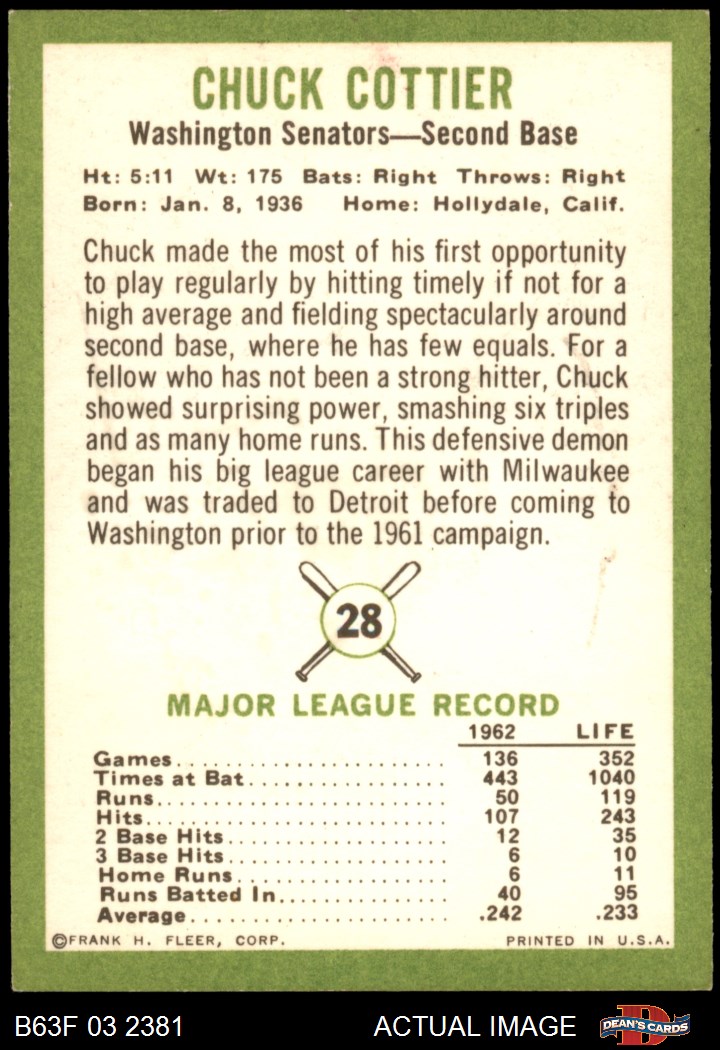 CHUCK COTTIER
Washington Senators—Second Base
Ht: 5:11 Wt: 175 Bats: Right Throws: Right
Born: Jan. 8, 1936 Home: Hollydale, Calif.
Chuck made the most of his first opportunity
to play regularly by hitting timely if not for a
high average and fielding spectacularly around
second base, where he has few equals. For a
fellow who has not been a strong hitter, Chuck
showed surprising power, smashing six triples
and as many home runs. This defensive demon
began his big league career with Milwaukee
and was traded to Detroit before coming to
Washington prior to the 1961 campaign.
28
MAJOR LEAGUE RECORD
1962 LIFE
Games 136 352
Times at Bat 443 1040
Runs 50 119
Hits 107 243
2 Base Hits 12 35
3 Base Hits 6 10
Home Runs 6 11
Runs Batted In 40 95
Average .242 .233
©FRANK H. FLEER, CORP. PRINTED IN U.S.A.
B63F 03 2381 ACTUAL IMAGE D DEAN'S CARDS